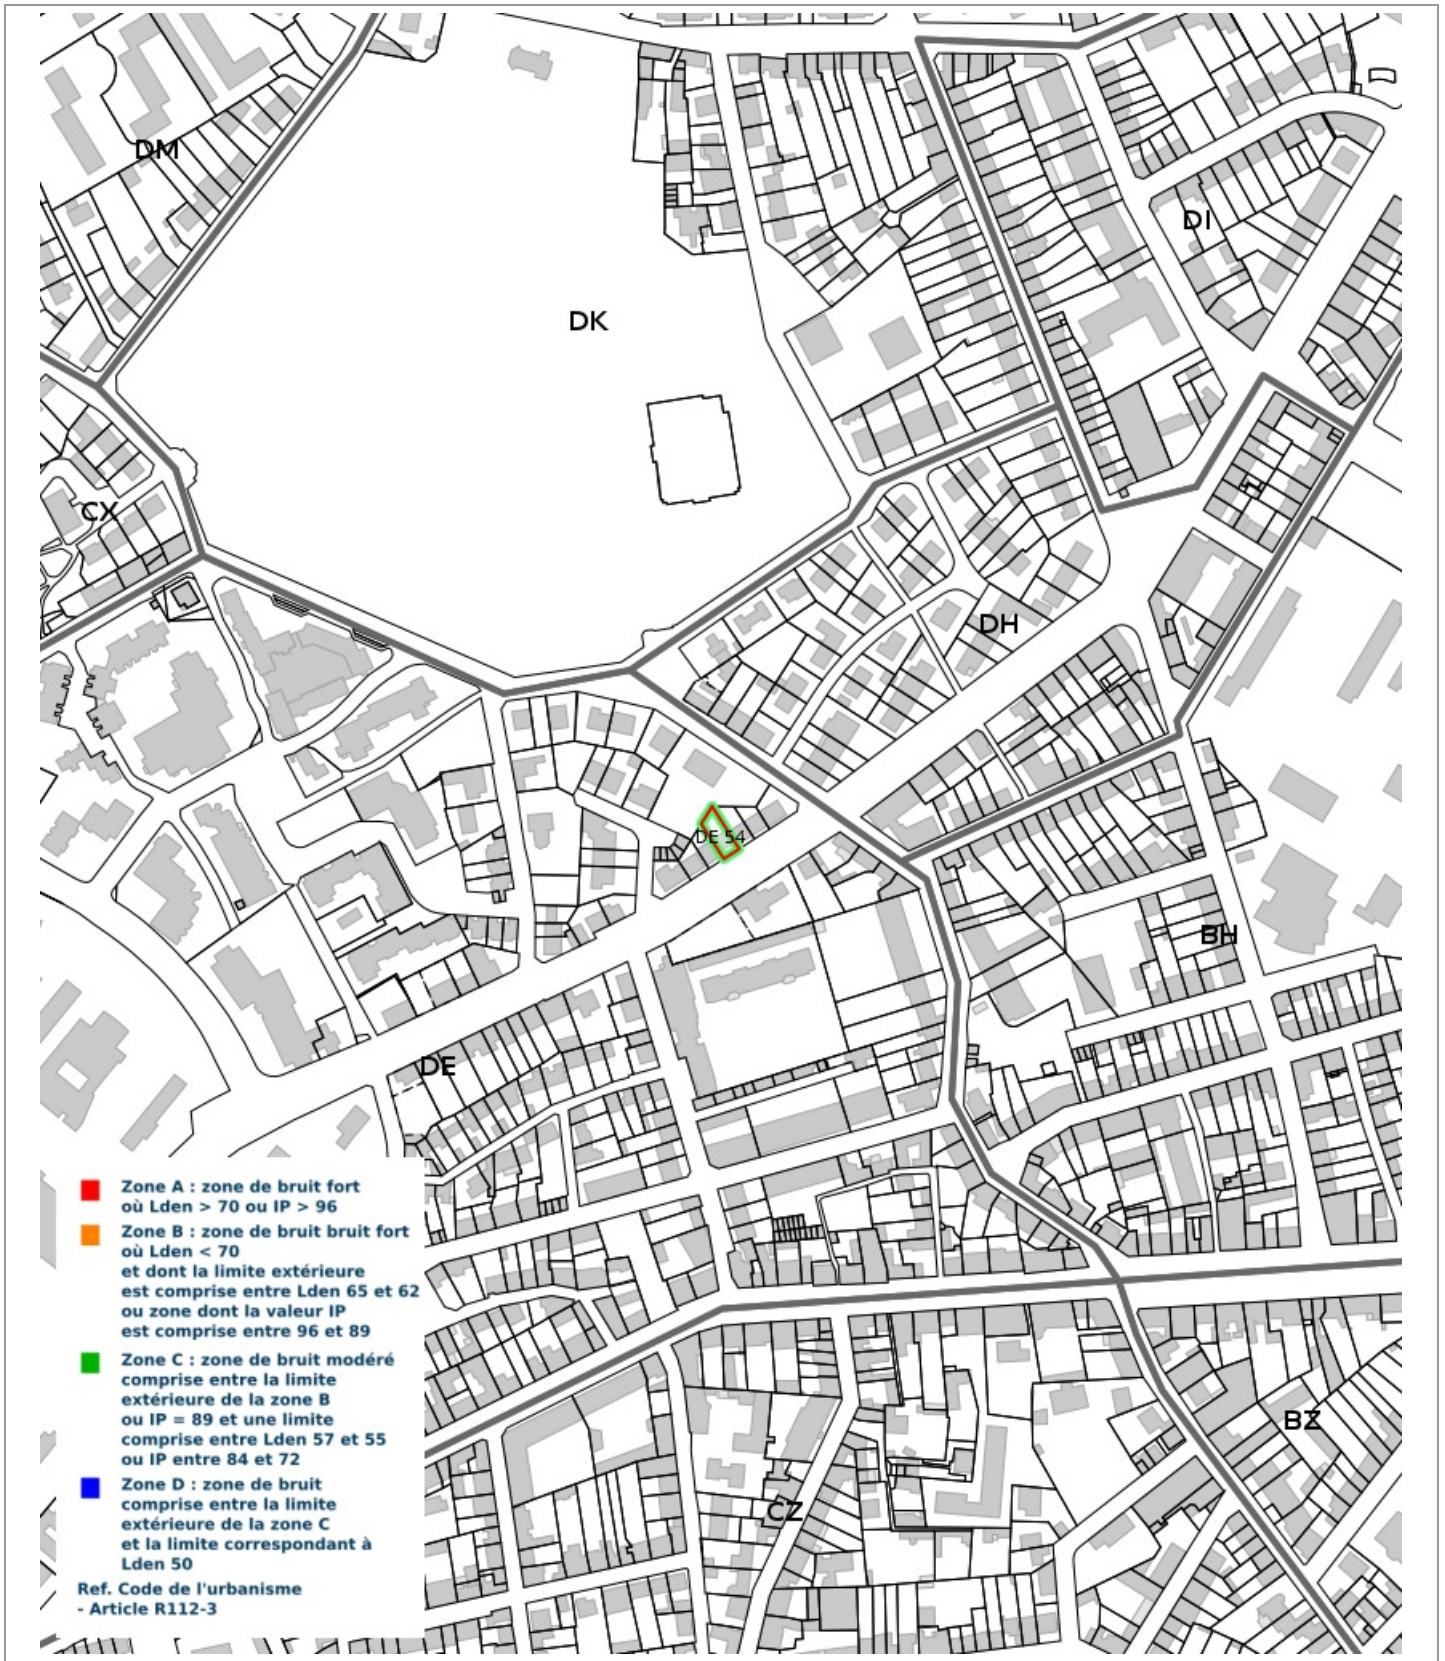 DM
DI
DK
CX
DH
DE 54
BH
DE
Zone A : zone de bruit fort
où Lden > 70 ou IP > 96
Zone B : zone de bruit bruit fort
où Lden < 70
et dont la limite extérieure
est comprise entre Lden 65 et 62
ou zone dont la valeur IP
est comprise entre 96 et 89
Zone C : zone de bruit modéré
comprise entre la limite
extérieure de la zone B
ou IP = 89 et une limite
comprise entre Lden 57 et 55
ou IP entre 84 et 72
Zone D : zone de bruit
comprise entre la limite
extérieure de la zone C
et la limite correspondant à
Lden 50
Ref. Code de l'urbanisme
- Article R112-3
BZ
CZ